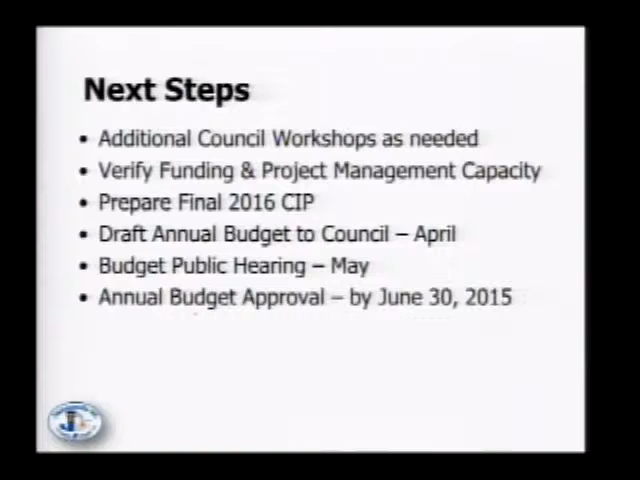 Next Steps
• Additional Council Workshops as needed
• Verify Funding & Project Management Capacity
• Prepare Final 2016 CIP
• Draft Annual Budget to Council – April
• Budget Public Hearing – May
• Annual Budget Approval – by June 30, 2015